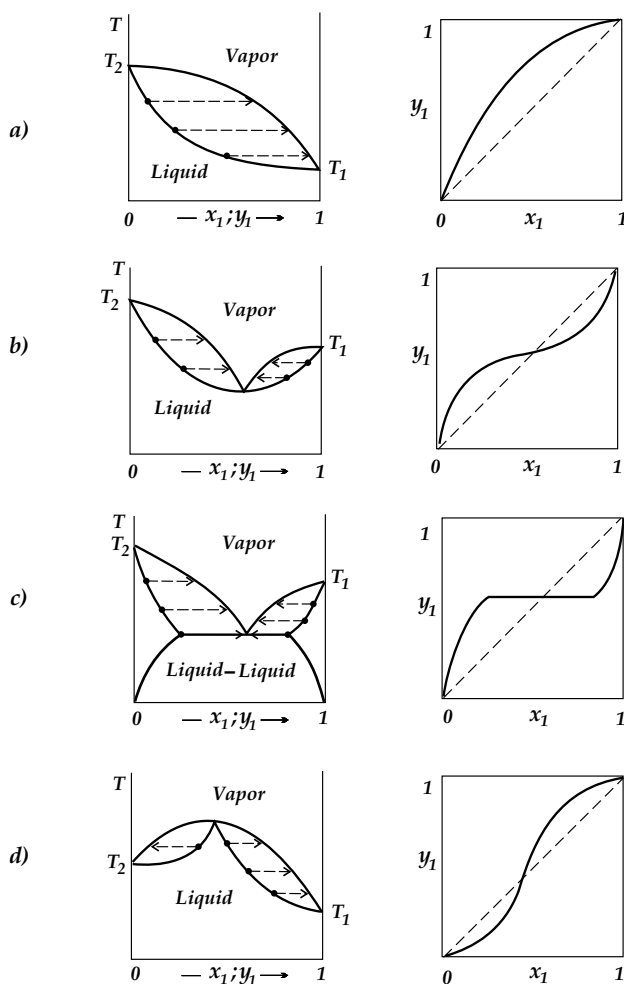 a)
T
T2
Vapor
Liquid
T1
0 — x1 ; y1 → 1
1
y1
0 x1 1
b)
T
T2
Vapor
Liquid
T1
0 — x1 ; y1 → 1
1
y1
0 x1 1
c)
T
T2
Vapor
T1
Liquid–Liquid
0 — x1 ; y1 → 1
1
y1
0 x1 1
d)
T
Vapor
T2
Liquid
T1
0 — x1 ; y1 → 1
1
y1
0 x1 1